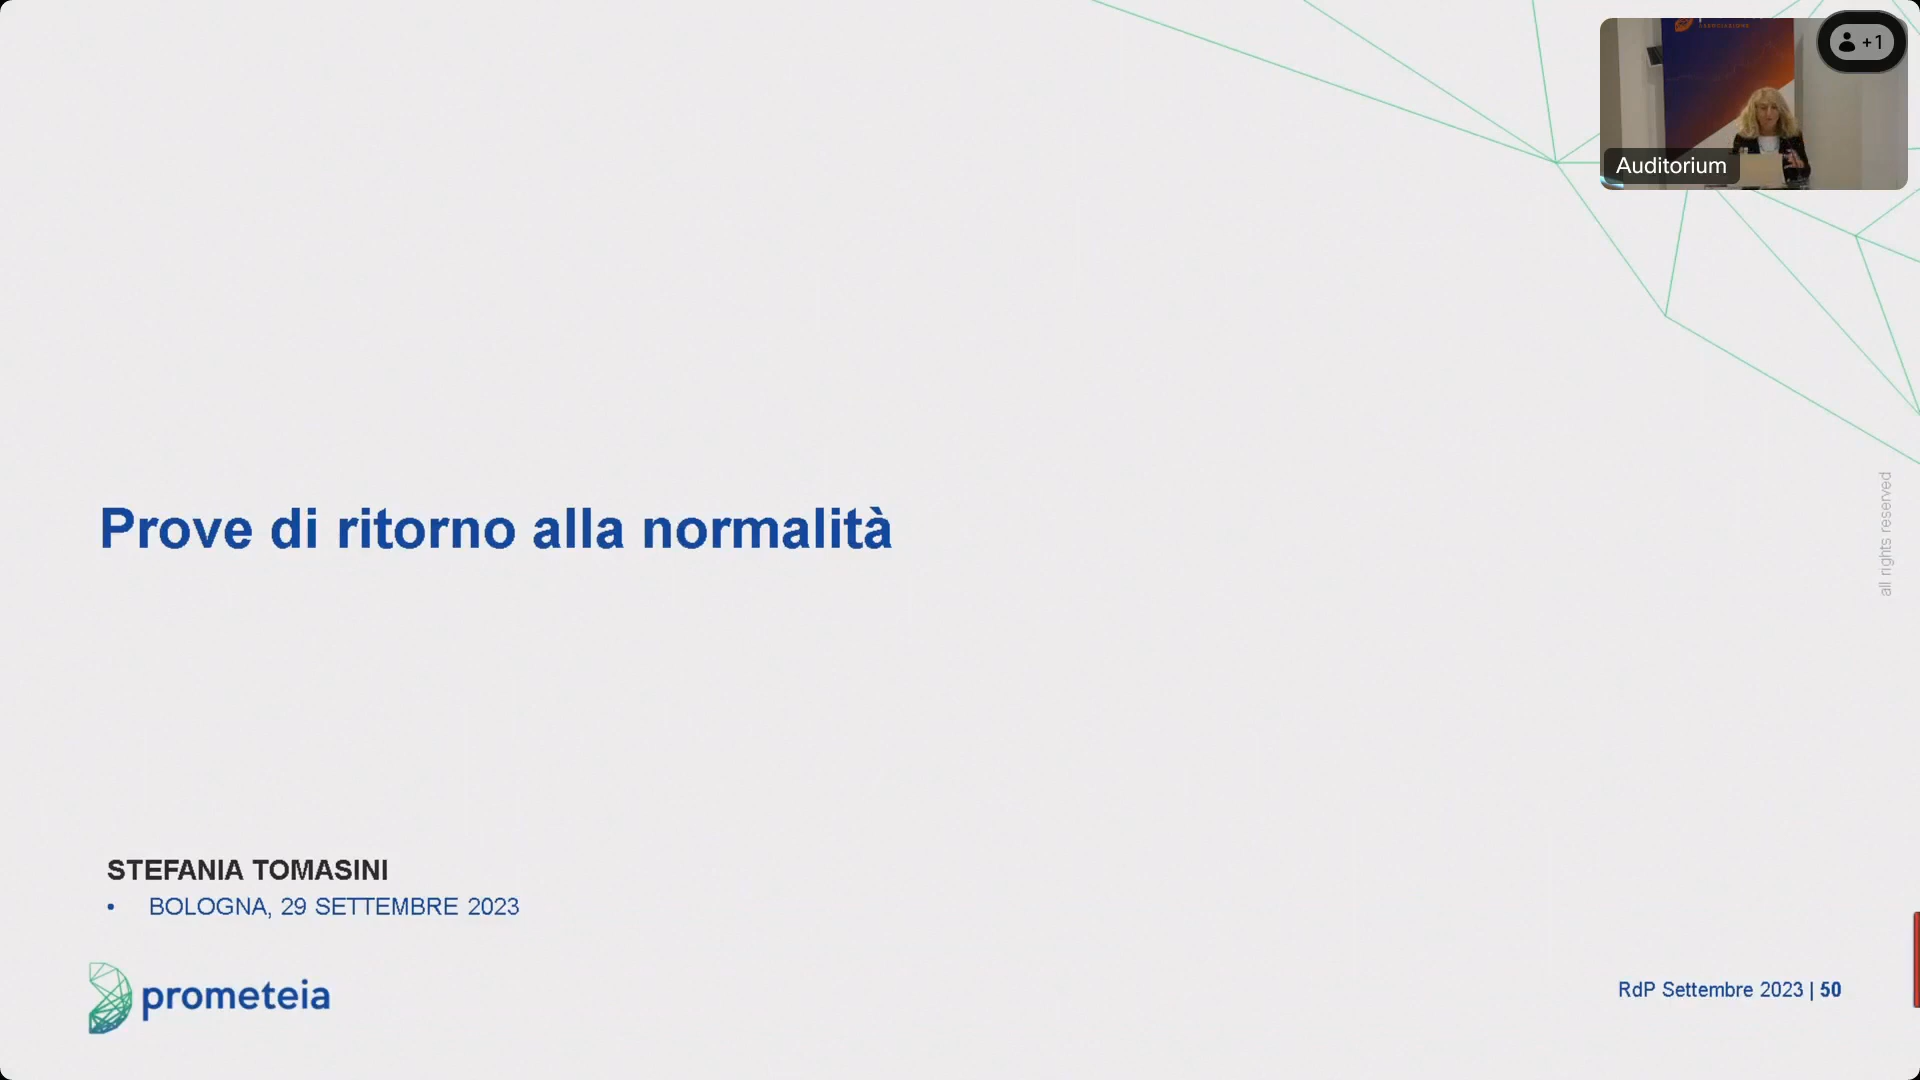 +1
Auditorium
Prove di ritorno alla normalità
all rights reserved
STEFANIA TOMASINI
• BOLOGNA, 29 SETTEMBRE 2023
prometeia
RdP Settembre 2023 | 50